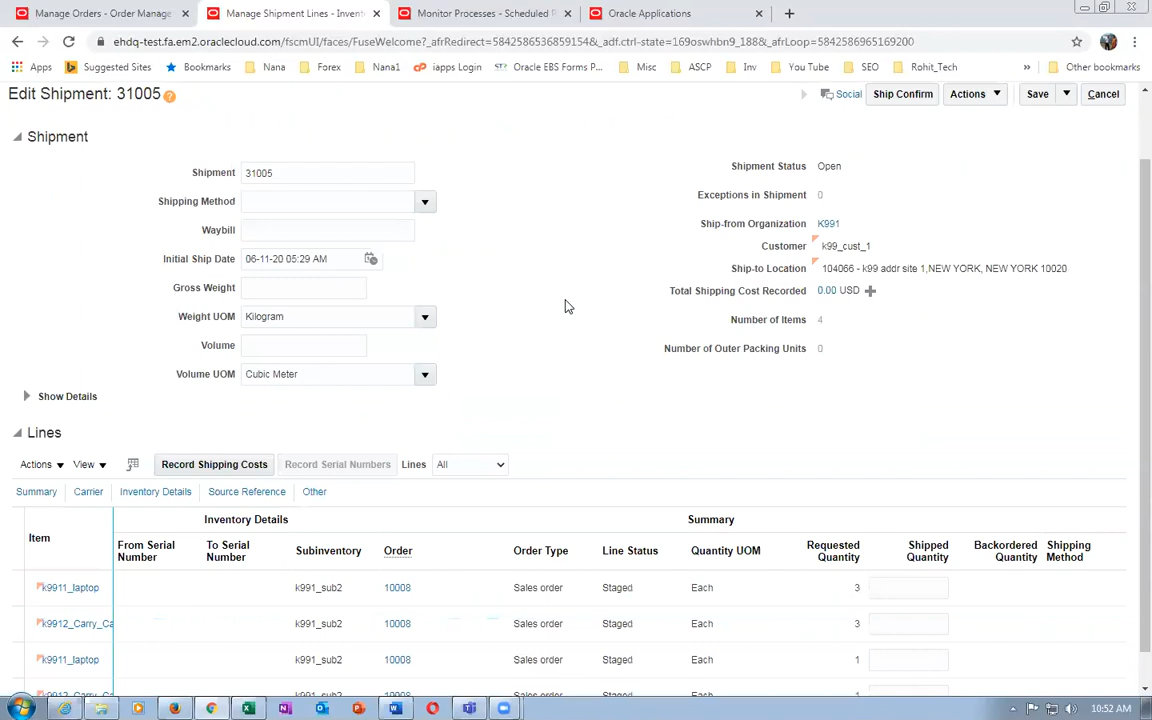 Manage Orders - Order Manage
Manage Shipment Lines - Invent
Monitor Processes - Scheduled P
Oracle Applications
ehdq-test.fa.em2.oraclecloud.com/fscmUI/faces/FuseWelcome?_afrRedirect=5842586536859154&_adf.ctrl-state=169oswhbn9_188&_afrLoop=5842586965169200
Apps
Suggested Sites
Bookmarks
Nana
Forex
Nana1
iapps Login
Oracle EBS Forms P...
Misc
ASCP
Inv
You Tube
SEO
Rohit_Tech
»
Other bookmarks
Edit Shipment: 31005
Social
Ship Confirm
Actions
Save
Cancel
Shipment
Shipment 31005
Shipping Method
Waybill
Initial Ship Date 06-11-20 05:29 AM
Gross Weight
Weight UOM Kilogram
Volume
Volume UOM Cubic Meter
Shipment Status Open
Exceptions in Shipment 0
Ship-from Organization K991
Customer k99_cust_1
Ship-to Location 104066 - k99 addr site 1,NEW YORK, NEW YORK 10020
Total Shipping Cost Recorded 0.00 USD
Number of Items 4
Number of Outer Packing Units 0
Show Details
Lines
Actions View Record Shipping Costs Record Serial Numbers Lines All
Summary Carrier Inventory Details Source Reference Other
Inventory Details Summary
Item From Serial Number To Serial Number Subinventory Order Order Type Line Status Quantity UOM Requested Quantity Shipped Quantity Backordered Quantity Shipping Method
k9911_laptop k991_sub2 10008 Sales order Staged Each 3
k9912_Carry_Ca k991_sub2 10008 Sales order Staged Each 3
k9911_laptop k991_sub2 10008 Sales order Staged Each 1
k9912_Carry_Ca k991_sub2 10008 Sales order Staged Each 1
10:52 AM